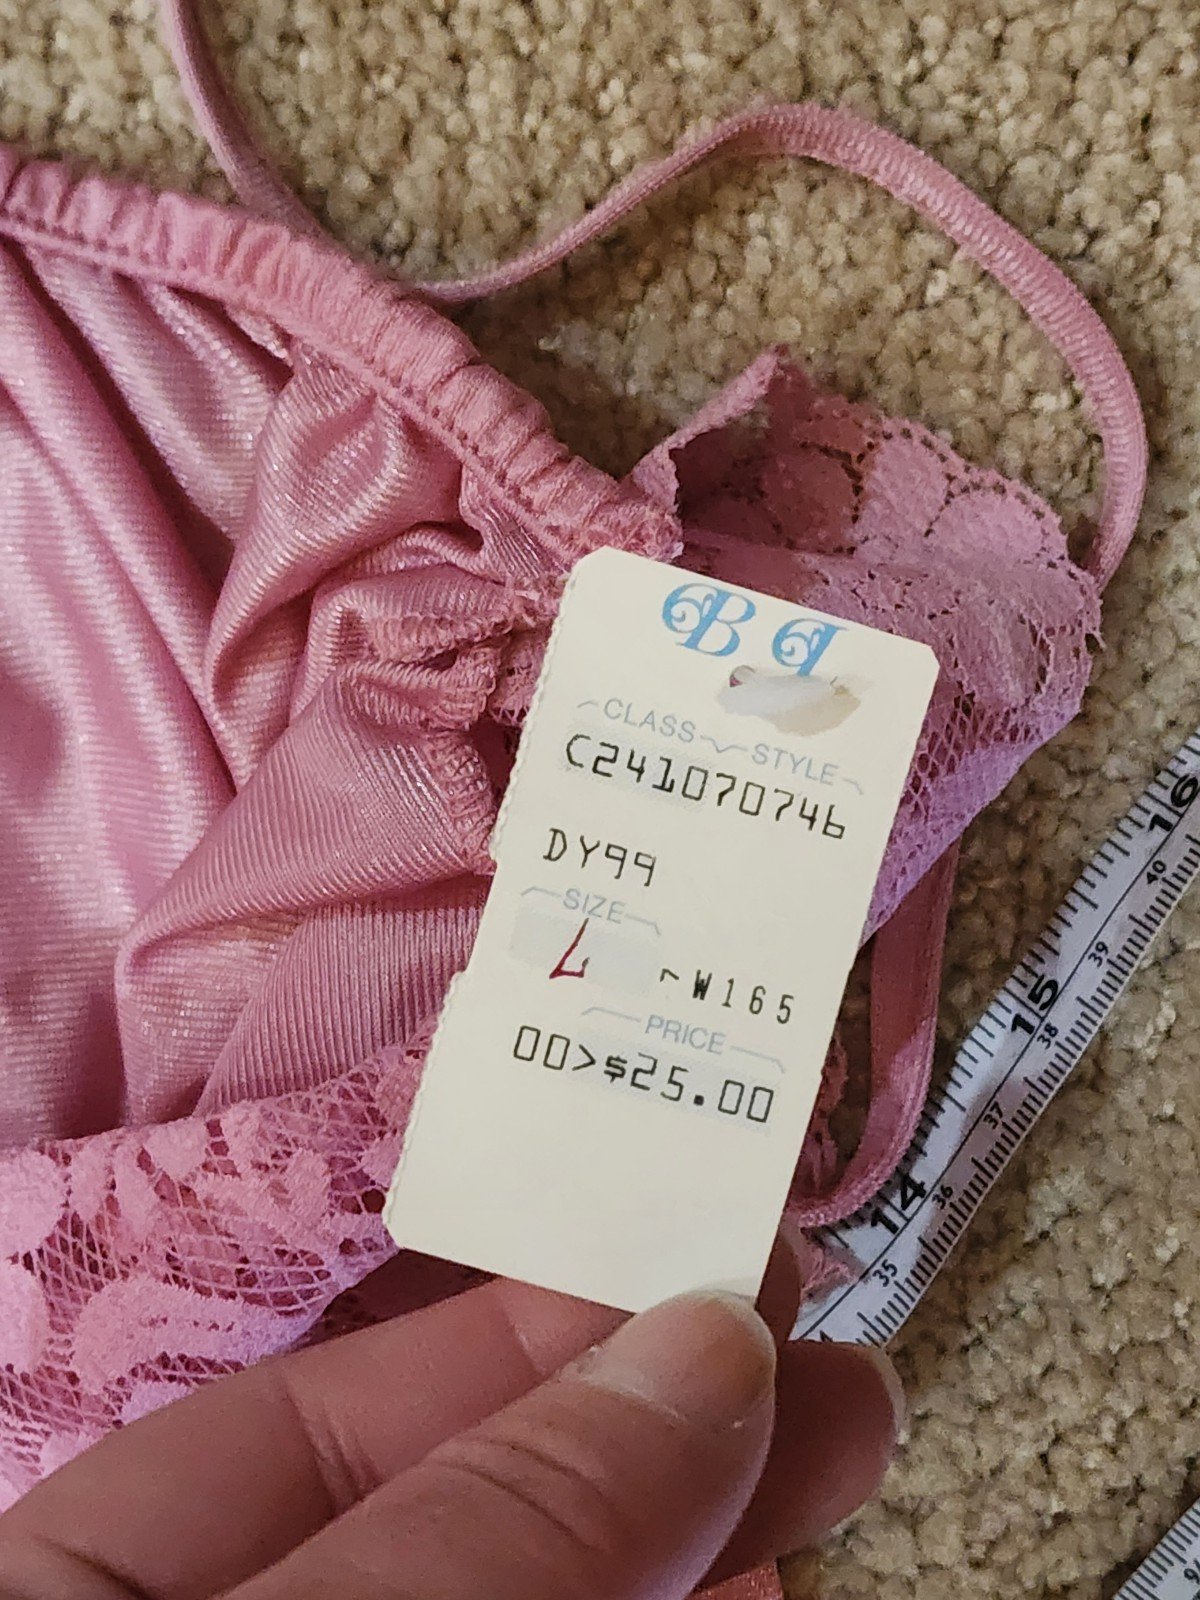 B J
CLASS STYLE
C241070746
DY99
SIZE
L
W165
PRICE
00>$25.00
16
40
39
15
38
37
14
36
35